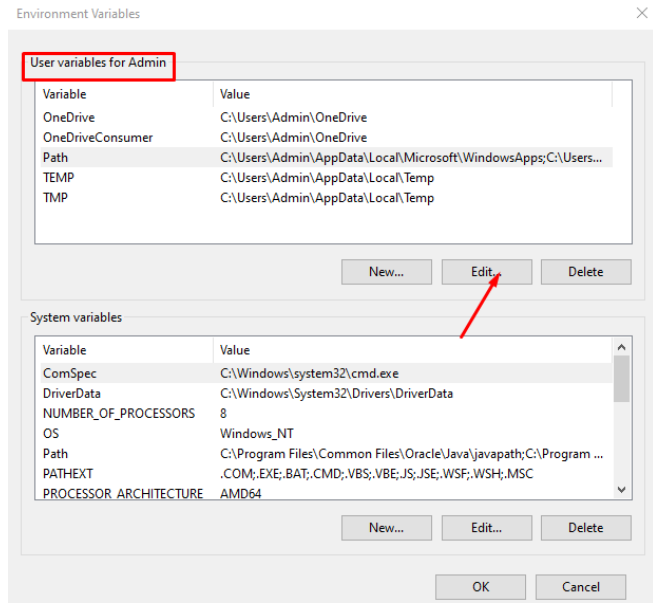 Environment Variables
User variables for Admin
Variable Value
OneDrive C:\Users\Admin\OneDrive
OneDriveConsumer C:\Users\Admin\OneDrive
Path C:\Users\Admin\AppData\Local\Microsoft\WindowsApps;C:\Users...
TEMP C:\Users\Admin\AppData\Local\Temp
TMP C:\Users\Admin\AppData\Local\Temp
New... Edit... Delete
System variables
Variable Value
ComSpec C:\Windows\system32\cmd.exe
DriverData C:\Windows\System32\Drivers\DriverData
NUMBER_OF_PROCESSORS 8
OS Windows_NT
Path C:\Program Files\Common Files\Oracle\Java\javapath;C:\Program ...
PATHEXT .COM;.EXE;.BAT;.CMD;.VBS;.VBE;.JS;.JSE;.WSF;.WSH;.MSC
PROCESSOR_ARCHITECTURE AMD64
New... Edit... Delete
OK Cancel